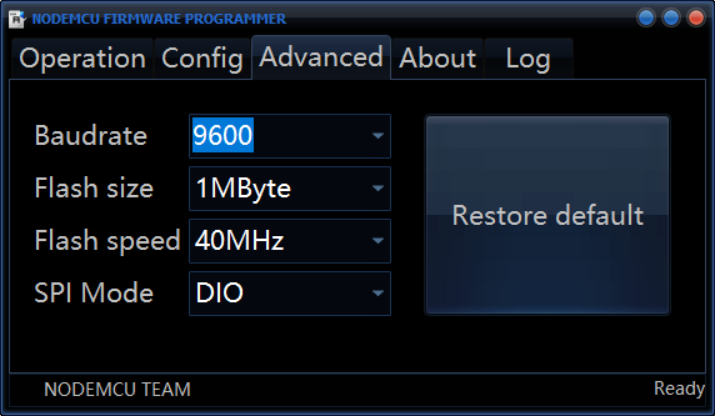 NODEMCU FIRMWARE PROGRAMMER
Operation Config Advanced About Log
Baudrate 9600
Flash size 1MByte
Restore default
Flash speed 40MHz
SPI Mode DIO
NODEMCU TEAM Ready